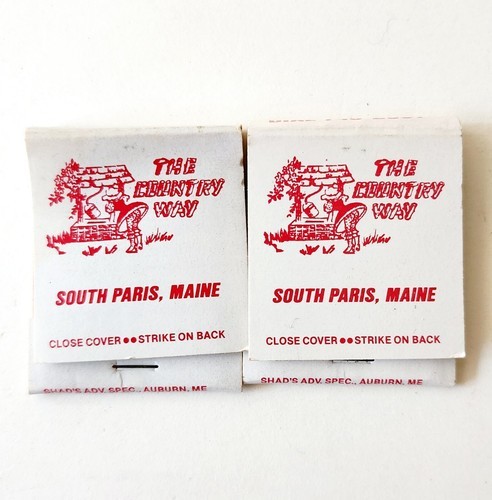 THE
COUNTRY
WAY
SOUTH PARIS, MAINE
CLOSE COVER ●● STRIKE ON BACK
SHAD'S ADV. SPEC., AUBURN, ME
THE
COUNTRY
WAY
SOUTH PARIS, MAINE
CLOSE COVER ●● STRIKE ON BACK
SHAD'S ADV. SPEC., AUBURN, ME